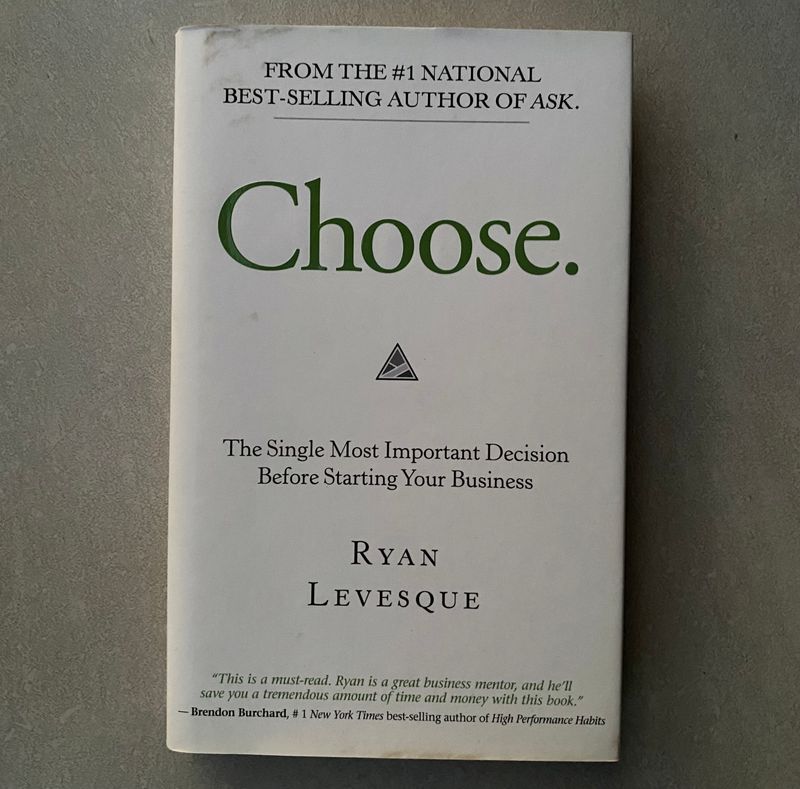 FROM THE #1 NATIONAL
BEST-SELLING AUTHOR OF ASK.
Choose.
The Single Most Important Decision
Before Starting Your Business
RYAN
LEVESQUE
“This is a must-read. Ryan is a great business mentor, and he’ll
save you a tremendous amount of time and money with this book.”
— Brendon Burchard, # 1 New York Times best-selling author of High Performance Habits